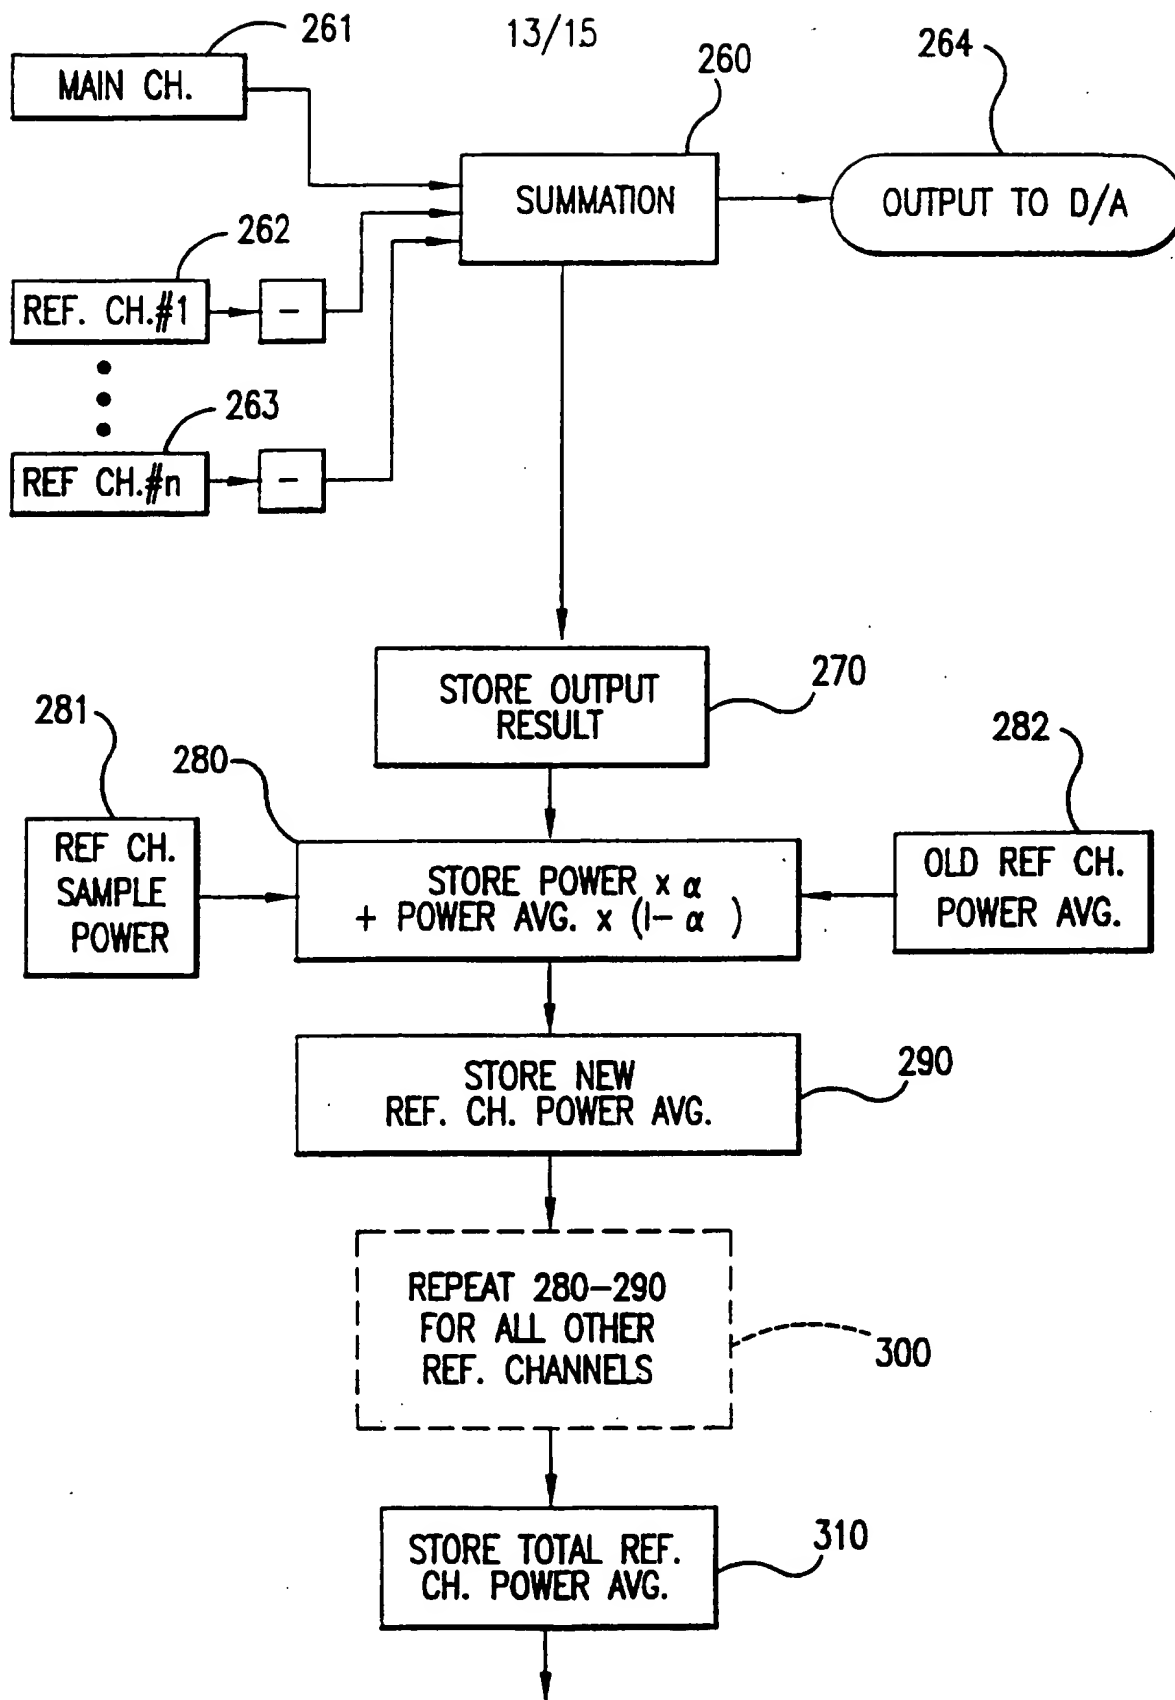 261
13/15
260
264
MAIN CH.
SUMMATION
OUTPUT TO D/A
262
REF. CH.#1
-
263
REF CH.#n
-
270
STORE OUTPUT
RESULT
281
280
282
REF CH.
SAMPLE
POWER
STORE POWER x α
+ POWER AVG. x (1- α )
OLD REF CH.
POWER AVG.
290
STORE NEW
REF. CH. POWER AVG.
REPEAT 280-290
FOR ALL OTHER
REF. CHANNELS
300
310
STORE TOTAL REF.
CH. POWER AVG.